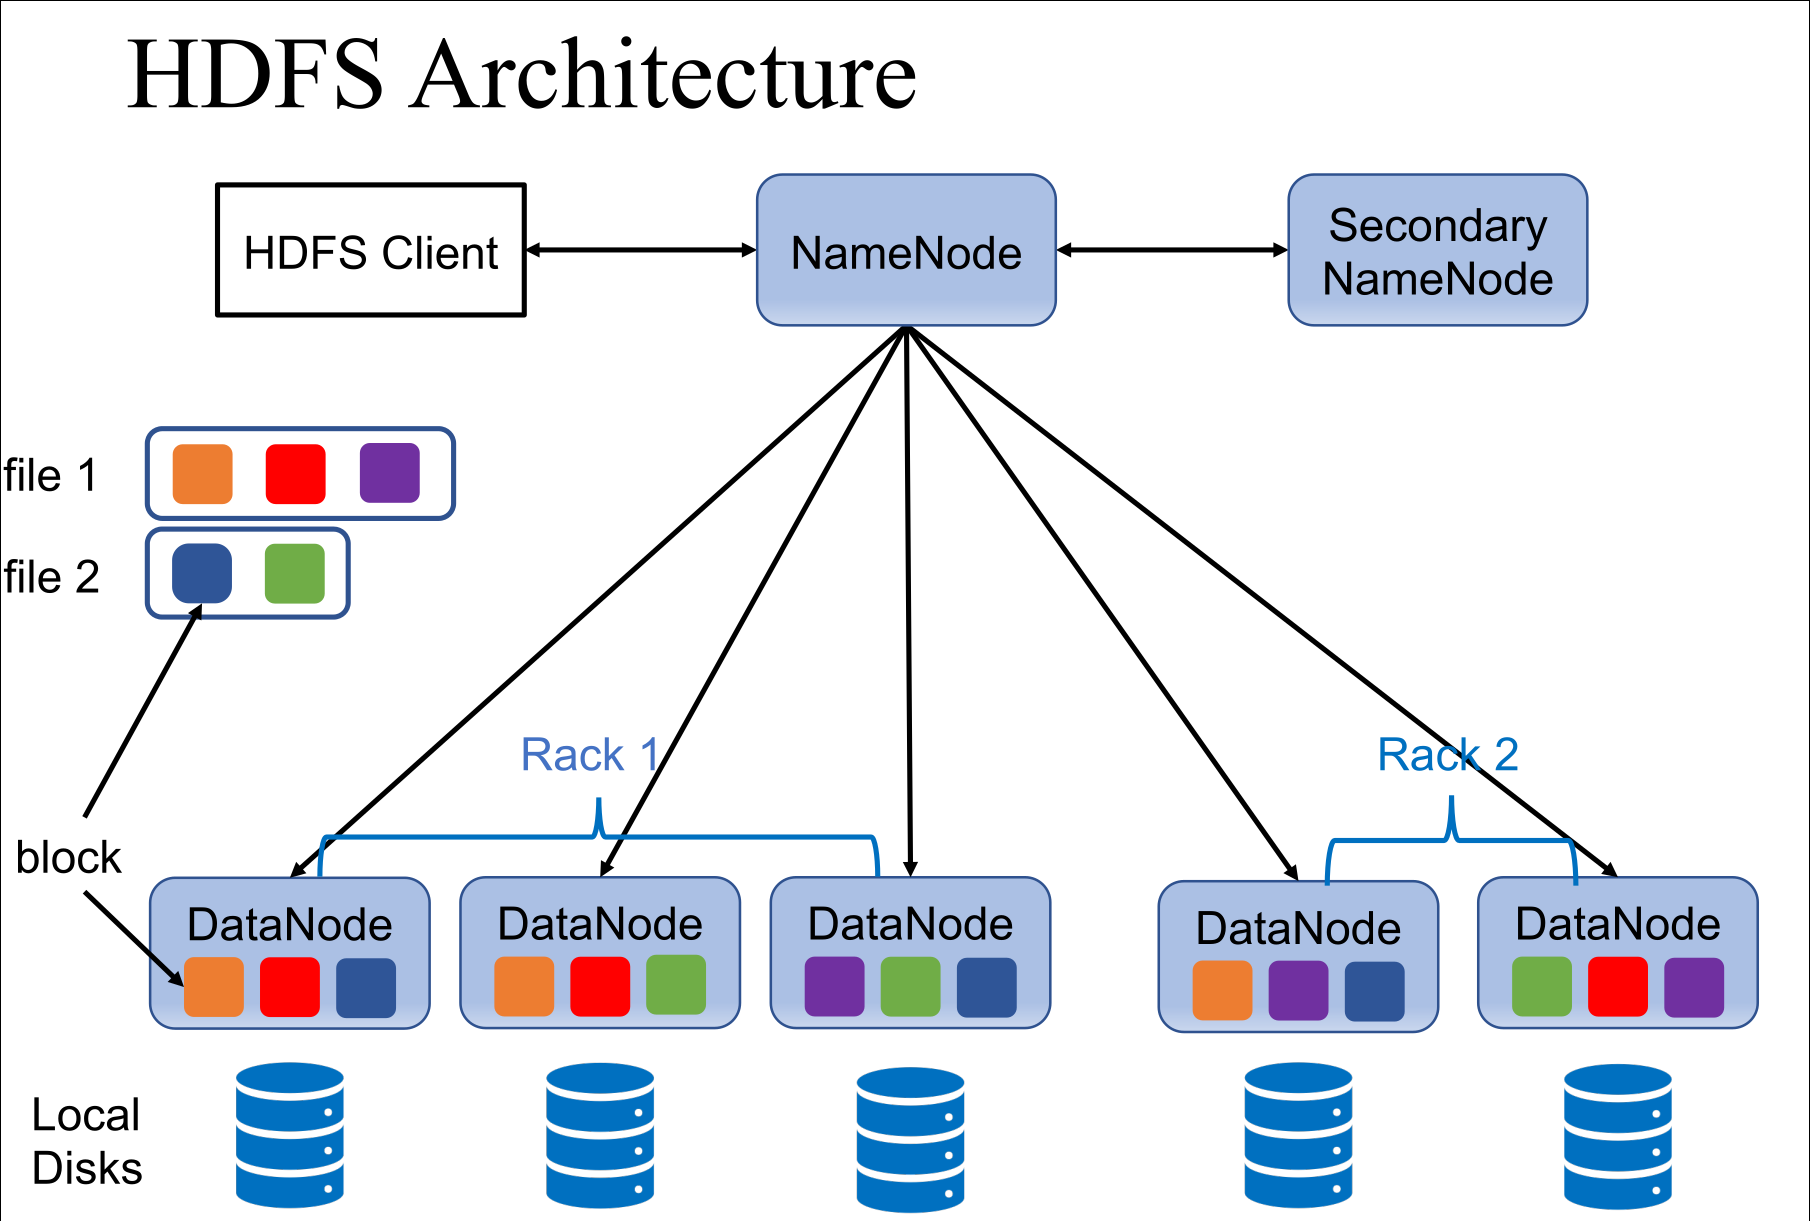 HDFS Architecture
HDFS Client
NameNode
Secondary
NameNode
file 1
file 2
Rack 1
Rack 2
block
DataNode
DataNode
DataNode
DataNode
DataNode
Local
Disks